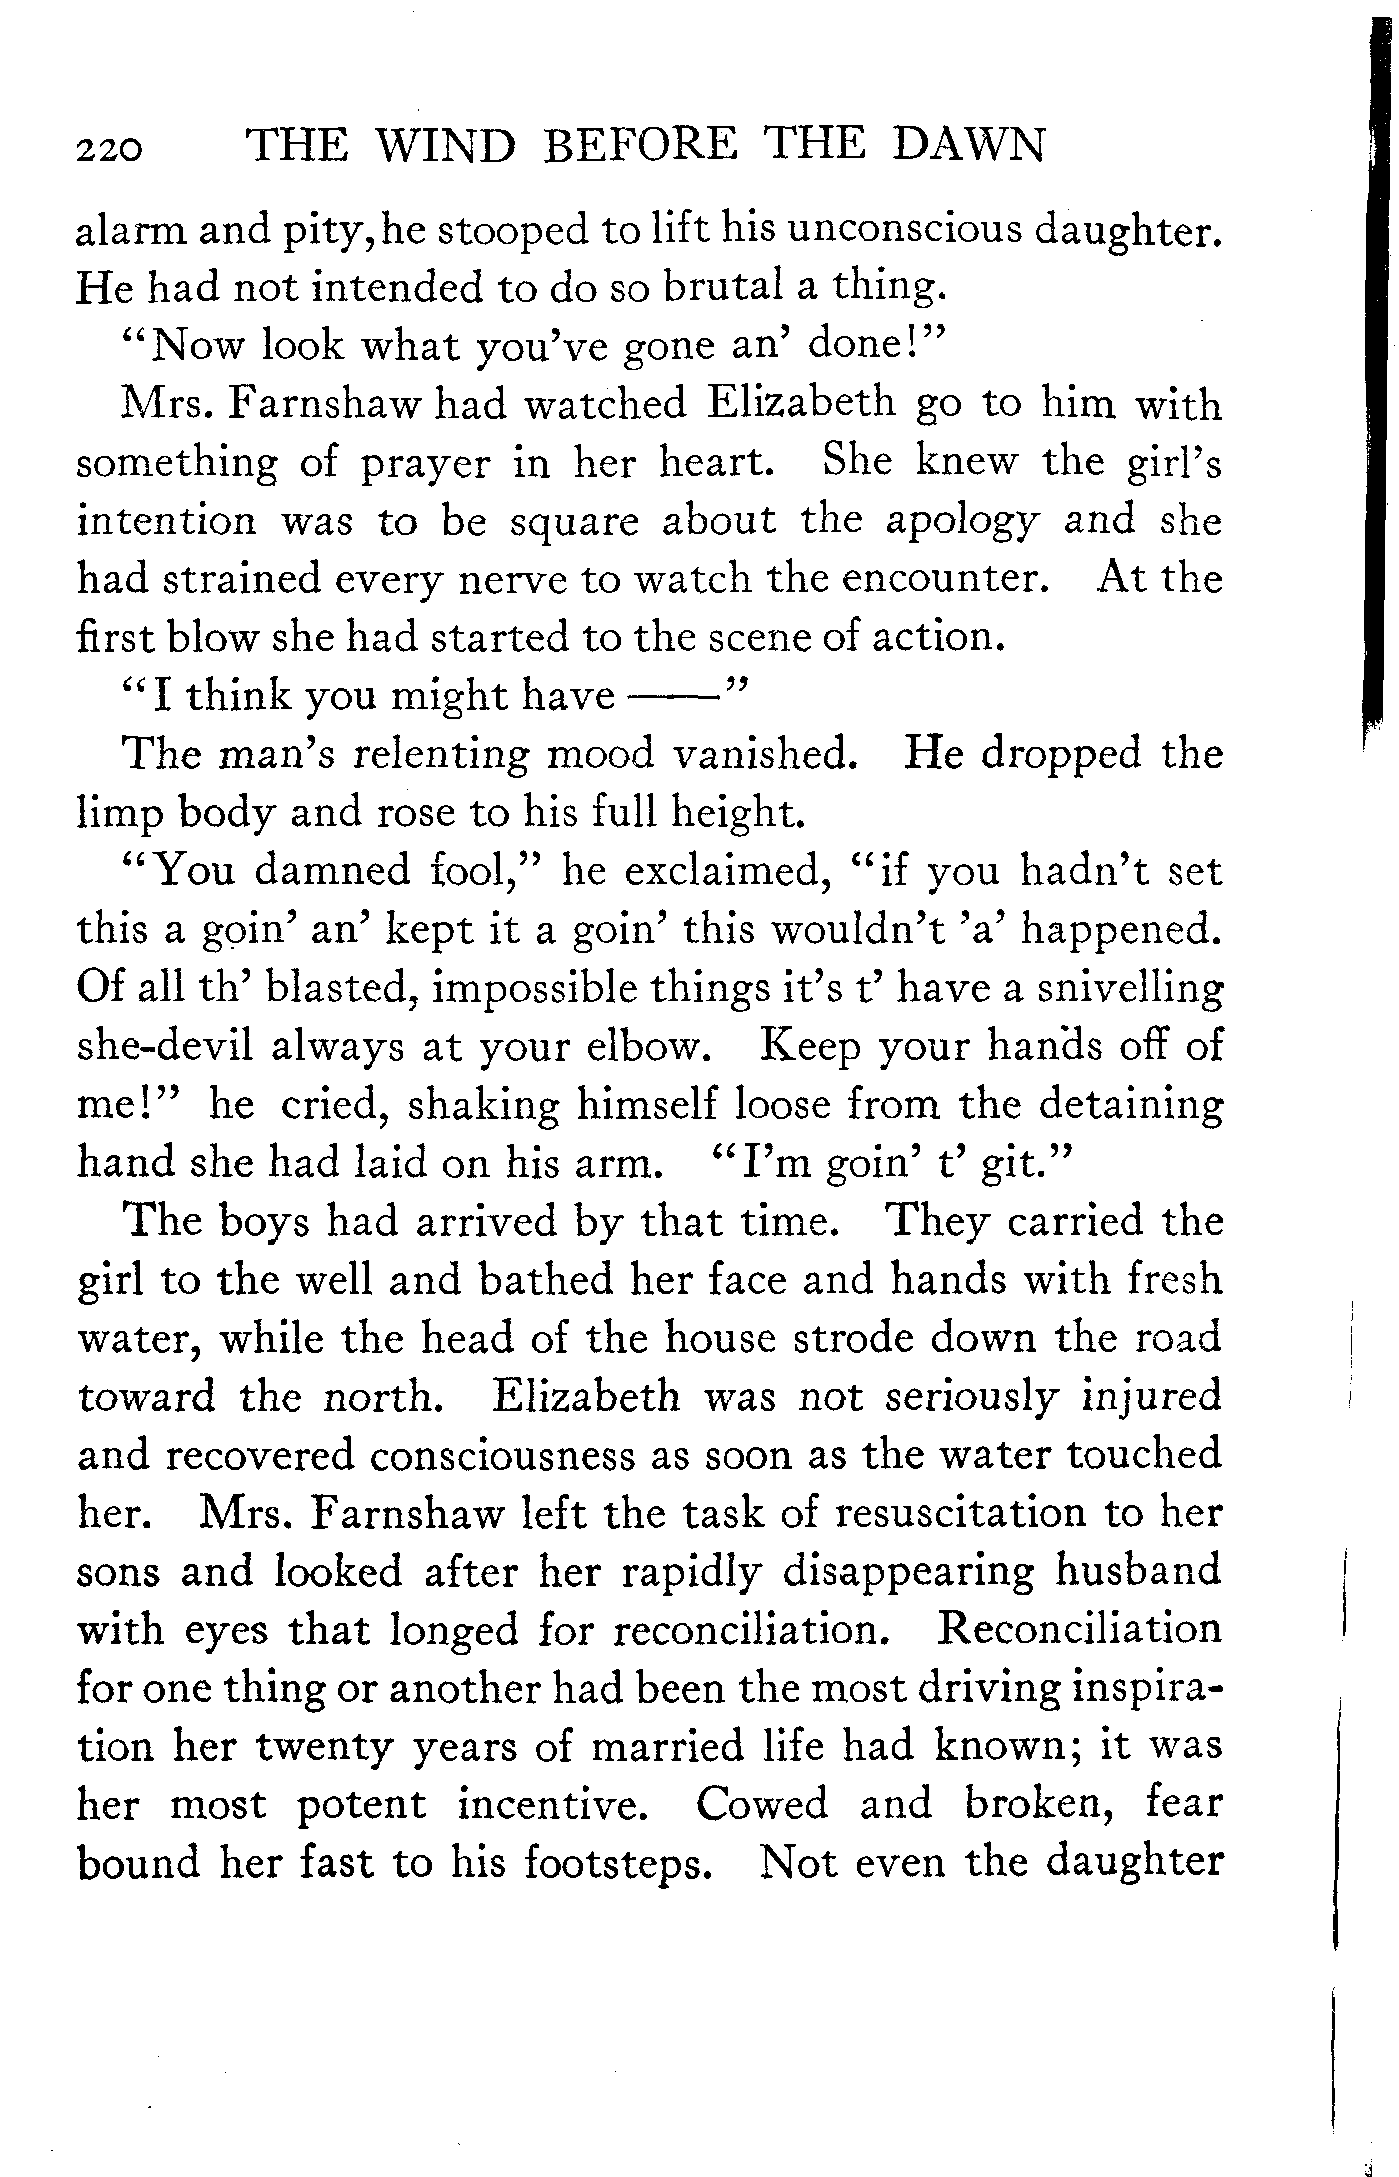 220 THE WIND BEFORE THE DAWN
alarm and pity, he stooped to lift his unconscious daughter.
He had not intended to do so brutal a thing.
“Now look what you’ve gone an’ done!”
Mrs. Farnshaw had watched Elizabeth go to him with
something of prayer in her heart. She knew the girl’s
intention was to be square about the apology and she
had strained every nerve to watch the encounter. At the
first blow she had started to the scene of action.
“I think you might have ——”
The man’s relenting mood vanished. He dropped the
limp body and rose to his full height.
“You damned fool,” he exclaimed, “if you hadn’t set
this a goin’ an’ kept it a goin’ this wouldn’t ’a’ happened.
Of all th’ blasted, impossible things it’s t’ have a snivelling
she-devil always at your elbow. Keep your hands off of
me!” he cried, shaking himself loose from the detaining
hand she had laid on his arm. “I’m goin’ t’ git.”
The boys had arrived by that time. They carried the
girl to the well and bathed her face and hands with fresh
water, while the head of the house strode down the road
toward the north. Elizabeth was not seriously injured
and recovered consciousness as soon as the water touched
her. Mrs. Farnshaw left the task of resuscitation to her
sons and looked after her rapidly disappearing husband
with eyes that longed for reconciliation. Reconciliation
for one thing or another had been the most driving inspira-
tion her twenty years of married life had known; it was
her most potent incentive. Cowed and broken, fear
bound her fast to his footsteps. Not even the daughter